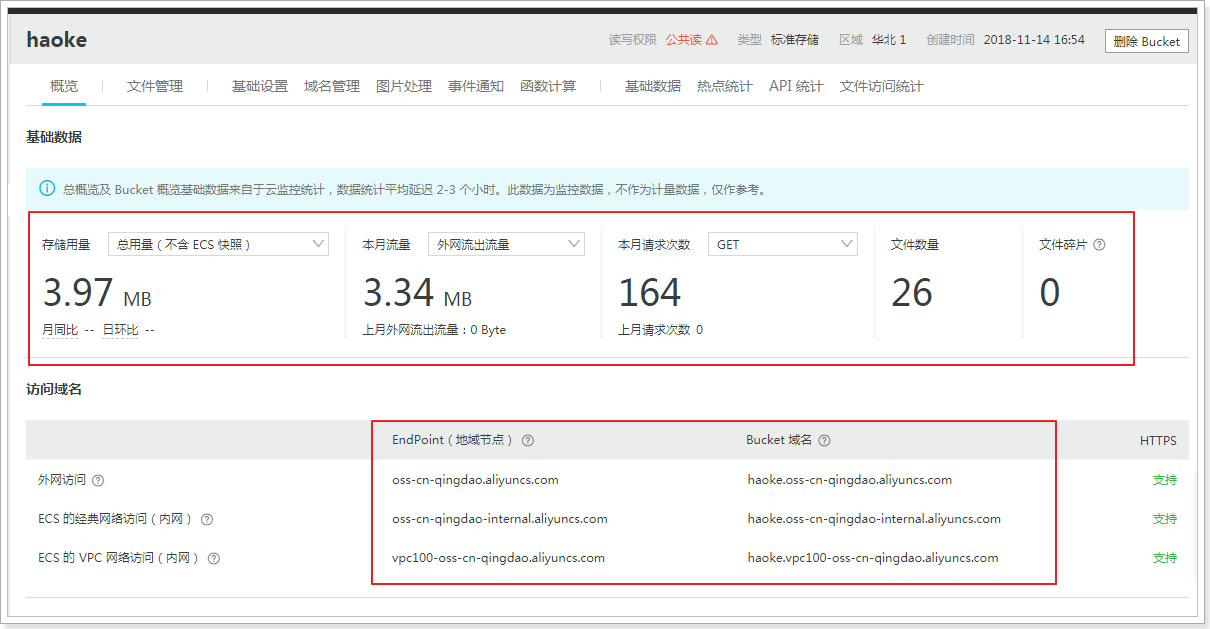 haoke 读写权限 公共读 类型 标准存储 区域 华北 1 创建时间 2018-11-14 16:54 删除 Bucket
概览 文件管理 基础设置 域名管理 图片处理 事件通知 函数计算 基础数据 热点统计 API 统计 文件访问统计
基础数据
总概览及 Bucket 概览基础数据来自于云监控统计，数据统计平均延迟 2-3 个小时。此数据为监控数据，不作为计量数据，仅作参考。
存储用量 总用量（不含 ECS 快照） 本月流量 外网流出流量 本月请求次数 GET 文件数量 文件碎片
3.97 MB 3.34 MB 164 26 0
月同比 -- 日环比 -- 上月外网流出流量：0 Byte 上月请求次数 0
访问域名
EndPoint（地域节点） Bucket 域名 HTTPS
外网访问 oss-cn-qingdao.aliyuncs.com haoke.oss-cn-qingdao.aliyuncs.com 支持
ECS 的经典网络访问（内网） oss-cn-qingdao-internal.aliyuncs.com haoke.oss-cn-qingdao-internal.aliyuncs.com 支持
ECS 的 VPC 网络访问（内网） vpc100-oss-cn-qingdao.aliyuncs.com haoke.vpc100-oss-cn-qingdao.aliyuncs.com 支持